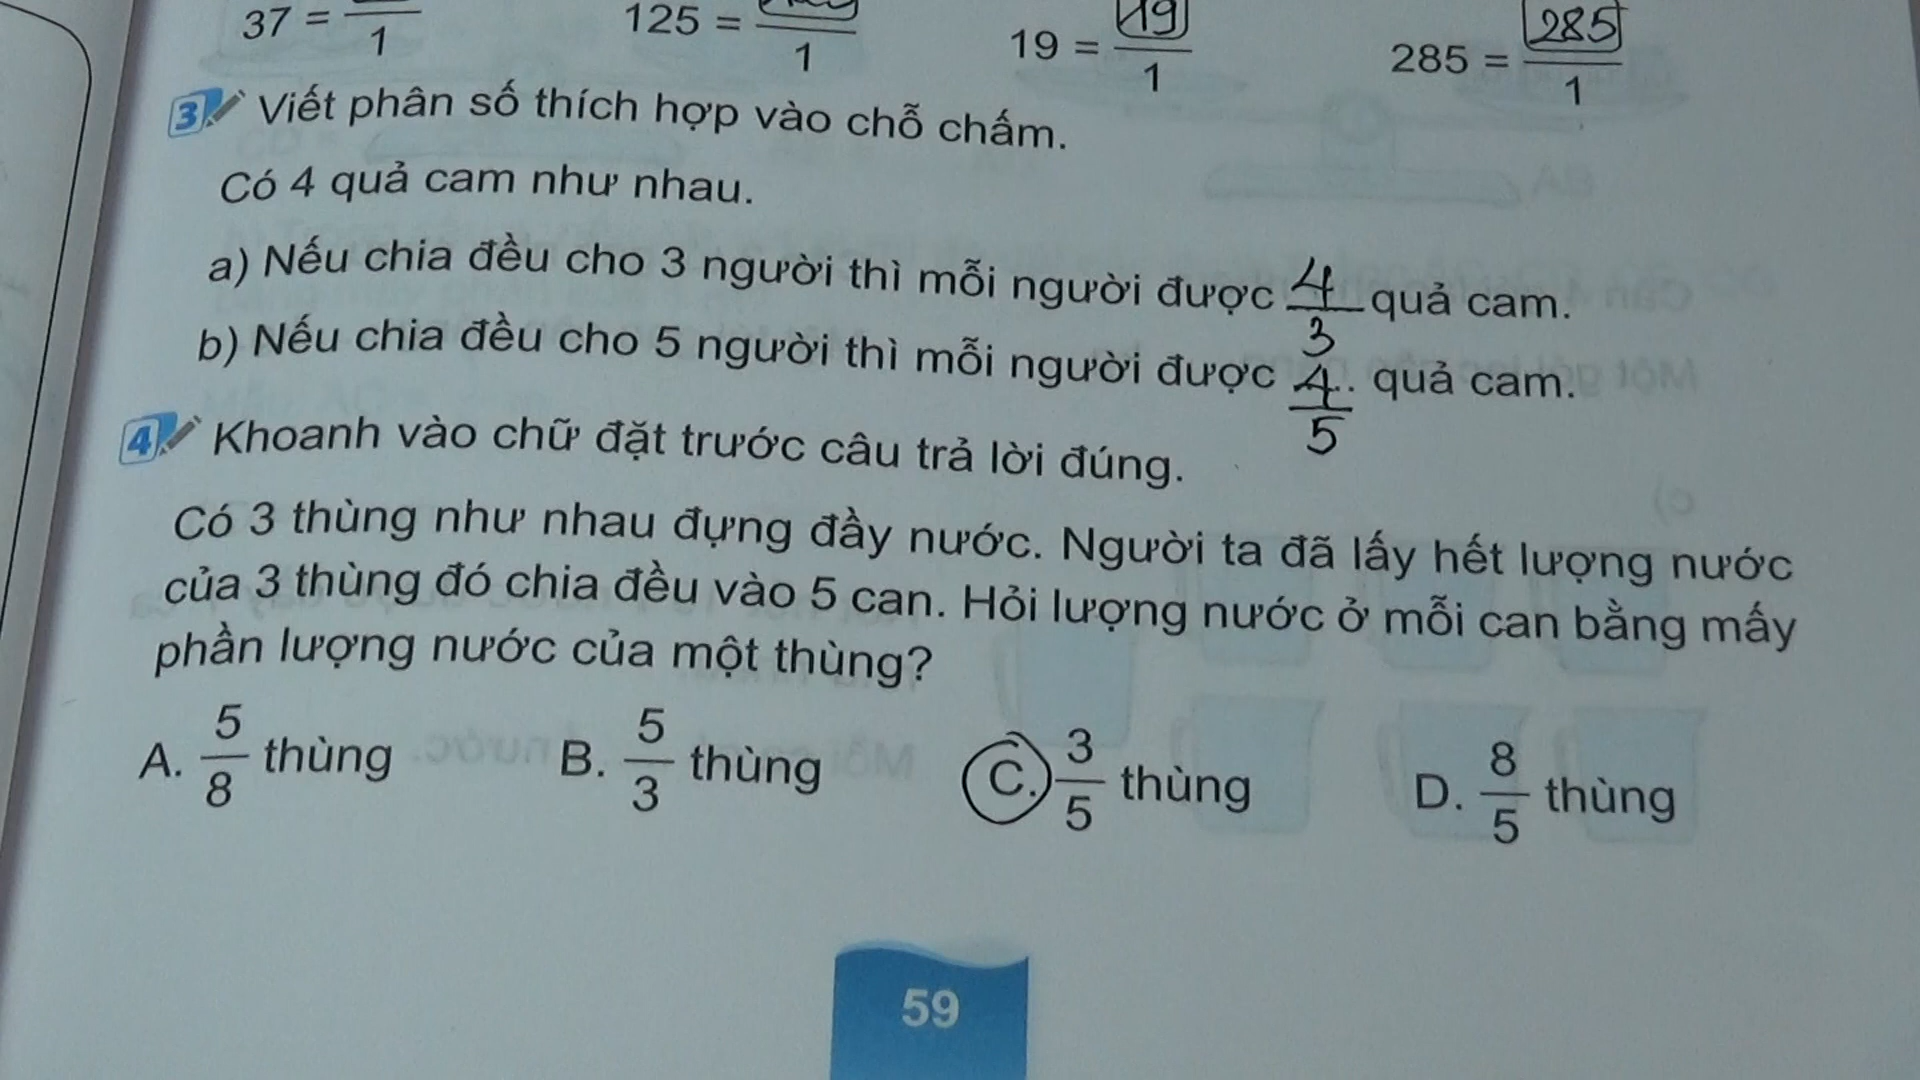 37 = /1 125 = /1 19 = 19/1 285 = 285/1
3 Viết phân số thích hợp vào chỗ chấm.
Có 4 quả cam như nhau.
a) Nếu chia đều cho 3 người thì mỗi người được 4/3 quả cam.
b) Nếu chia đều cho 5 người thì mỗi người được 4/5 quả cam.
4 Khoanh vào chữ đặt trước câu trả lời đúng.
Có 3 thùng như nhau đựng đầy nước. Người ta đã lấy hết lượng nước
của 3 thùng đó chia đều vào 5 can. Hỏi lượng nước ở mỗi can bằng mấy
phần lượng nước của một thùng?
A. 5/8 thùng B. 5/3 thùng C. 3/5 thùng D. 8/5 thùng
59